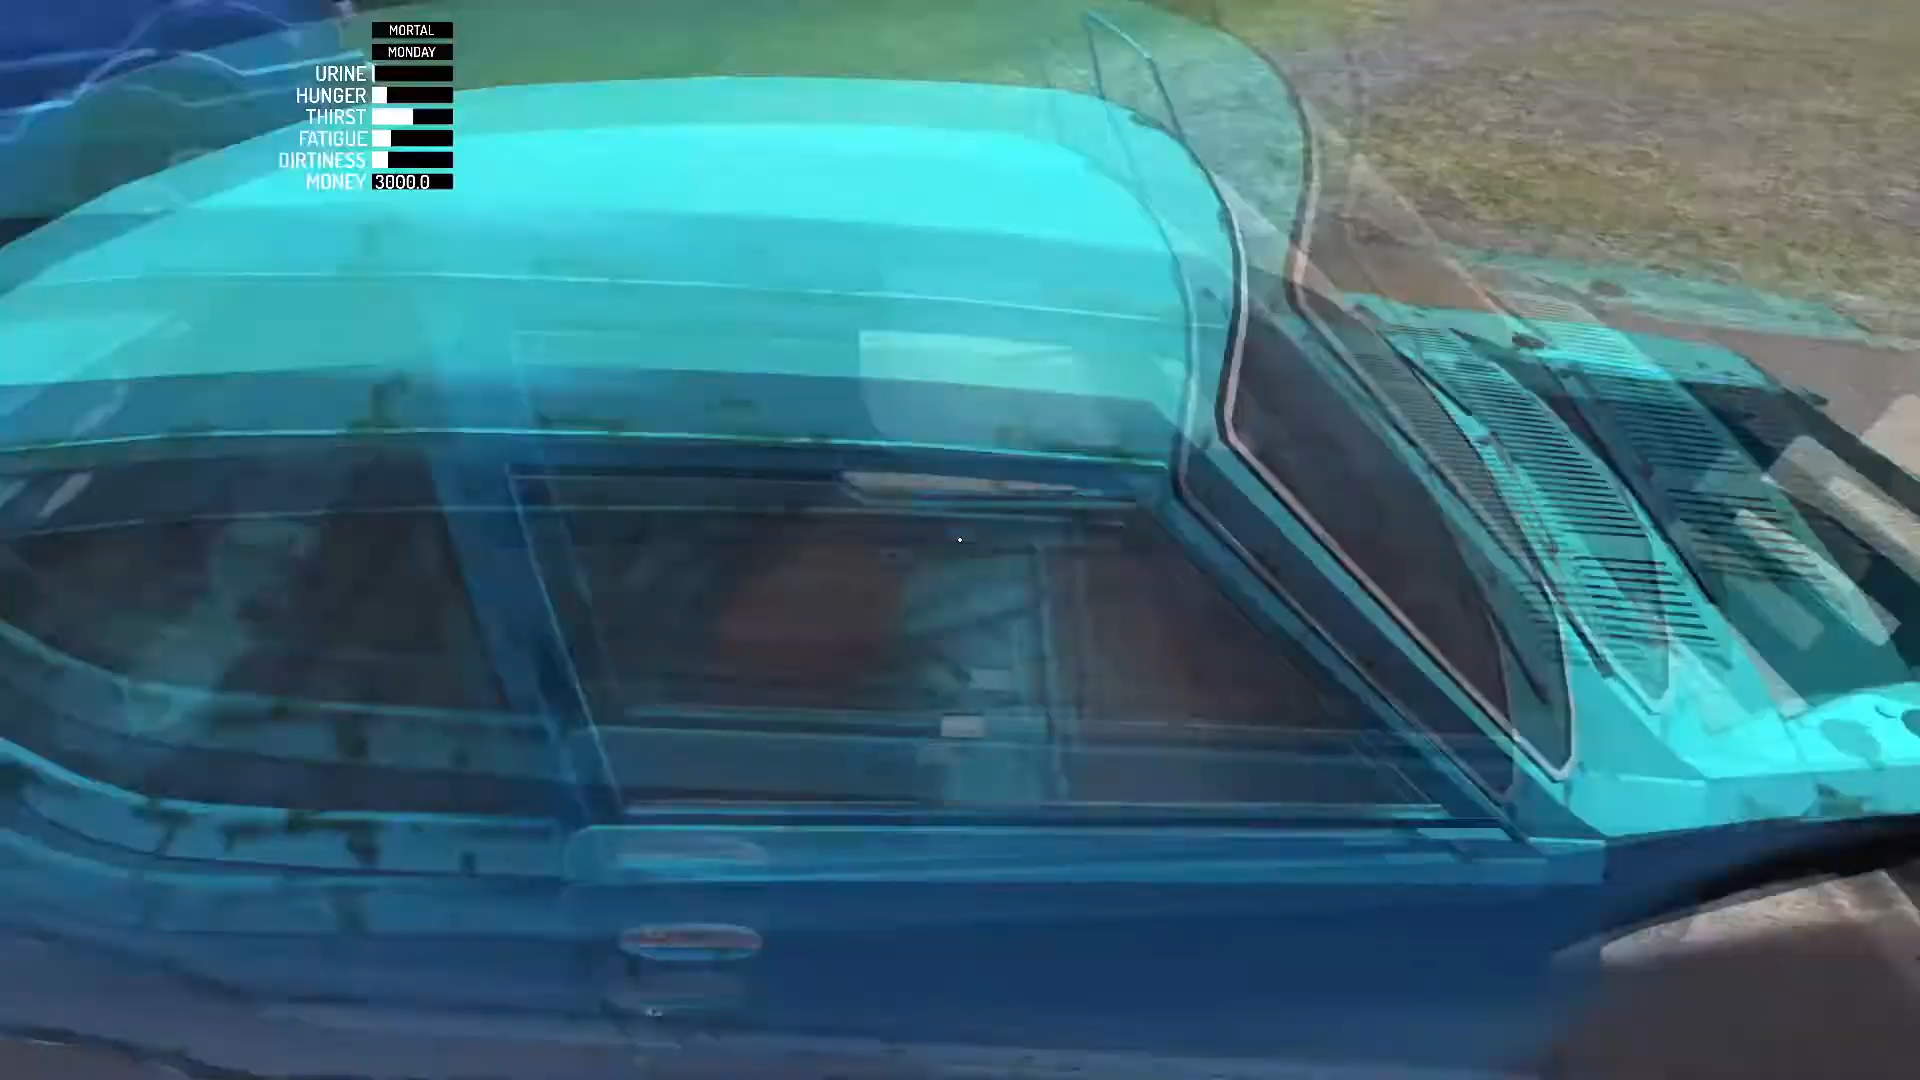 MORTAL
MONDAY
URINE
HUNGER
THIRST
FATIGUE
DIRTINESS
MONEY 3000.0